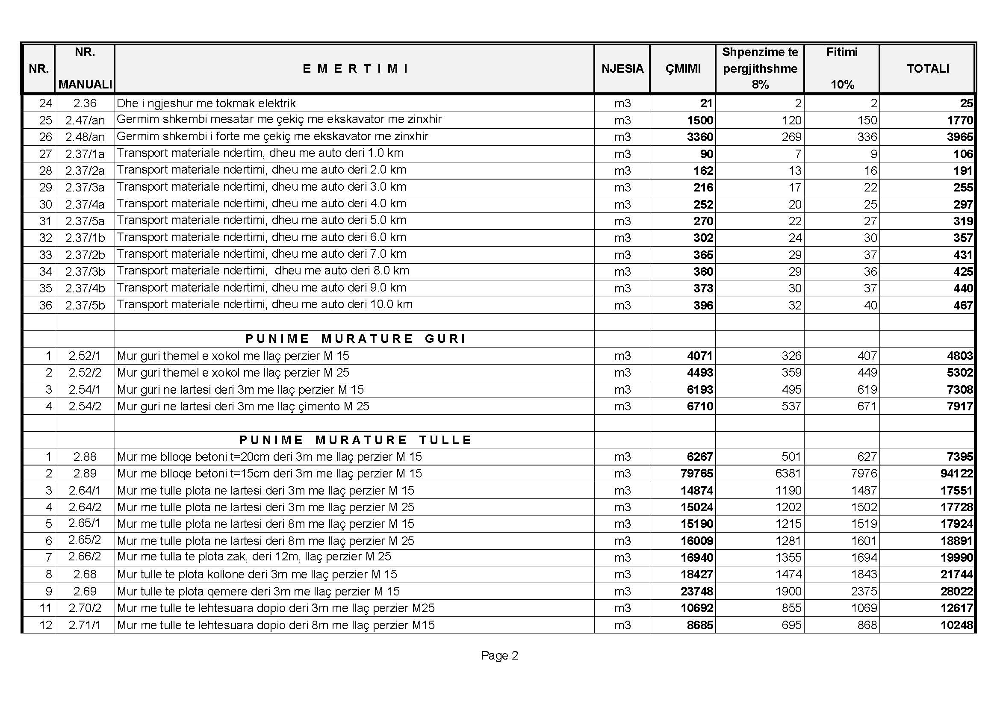 NR. NR. MANUALI E M E R T I M I NJESIA ÇMIMI Shpenzime te pergjithshme 8% Fitimi 10% TOTALI
24 2.36 Dhe i ngjeshur me tokmak elektrik m3 21 2 2 25
25 2.47/an Germim shkembi mesatar me çekiç me ekskavator me zinxhir m3 1500 120 150 1770
26 2.48/an Germim shkembi i forte me çekiç me ekskavator me zinxhir m3 3360 269 336 3965
27 2.37/1a Transport materiale ndertim, dheu me auto deri 1.0 km m3 90 7 9 106
28 2.37/2a Transport materiale ndertimi, dheu me auto deri 2.0 km m3 162 13 16 191
29 2.37/3a Transport materiale ndertimi, dheu me auto deri 3.0 km m3 216 17 22 255
30 2.37/4a Transport materiale ndertimi, dheu me auto deri 4.0 km m3 252 20 25 297
31 2.37/5a Transport materiale ndertimi, dheu me auto deri 5.0 km m3 270 22 27 319
32 2.37/1b Transport materiale ndertimi, dheu me auto deri 6.0 km m3 302 24 30 357
33 2.37/2b Transport materiale ndertimi, dheu me auto deri 7.0 km m3 365 29 37 431
34 2.37/3b Transport materiale ndertimi, dheu me auto deri 8.0 km m3 360 29 36 425
35 2.37/4b Transport materiale ndertimi, dheu me auto deri 9.0 km m3 373 30 37 440
36 2.37/5b Transport materiale ndertimi, dheu me auto deri 10.0 km m3 396 32 40 467
PUNIME MURATURE GURI
1 2.52/1 Mur guri themel e xokol me llaç perzier M 15 m3 4071 326 407 4803
2 2.52/2 Mur guri themel e xokol me llaç perzier M 25 m3 4493 359 449 5302
3 2.54/1 Mur guri ne lartesi deri 3m me llaç perzier M 15 m3 6193 495 619 7308
4 2.54/2 Mur guri ne lartesi deri 3m me llaç çimento M 25 m3 6710 537 671 7917
PUNIME MURATURE TULLE
1 2.88 Mur me blloqe betoni t=20cm deri 3m me llaç perzier M 15 m3 6267 501 627 7395
2 2.89 Mur me blloqe betoni t=15cm deri 3m me llaç perzier M 15 m3 79765 6381 7976 94122
3 2.64/1 Mur me tulle plota ne lartesi deri 3m me llaç perzier M 15 m3 14874 1190 1487 17551
4 2.64/2 Mur me tulle plota ne lartesi deri 3m me llaç perzier M 25 m3 15024 1202 1502 17728
5 2.65/1 Mur me tulle plota ne lartesi deri 8m me llaç perzier M 15 m3 15190 1215 1519 17924
6 2.65/2 Mur me tulle plota ne lartesi deri 8m me llaç perzier M 25 m3 16009 1281 1601 18891
7 2.66/2 Mur me tulla te plota zak, deri 12m, llaç perzier M 25 m3 16940 1355 1694 19990
8 2.68 Mur tulle te plota kollone deri 3m me llaç perzier M 15 m3 18427 1474 1843 21744
9 2.69 Mur tulle te plota qemere deri 3m me llaç perzier M 15 m3 23748 1900 2375 28022
11 2.70/2 Mur me tulle te lehtesuara dopio deri 3m me llaç perzier M25 m3 10692 855 1069 12617
12 2.71/1 Mur me tulle te lehtesuara dopio deri 8m me llaç perzier M15 m3 8685 695 868 10248
Page 2